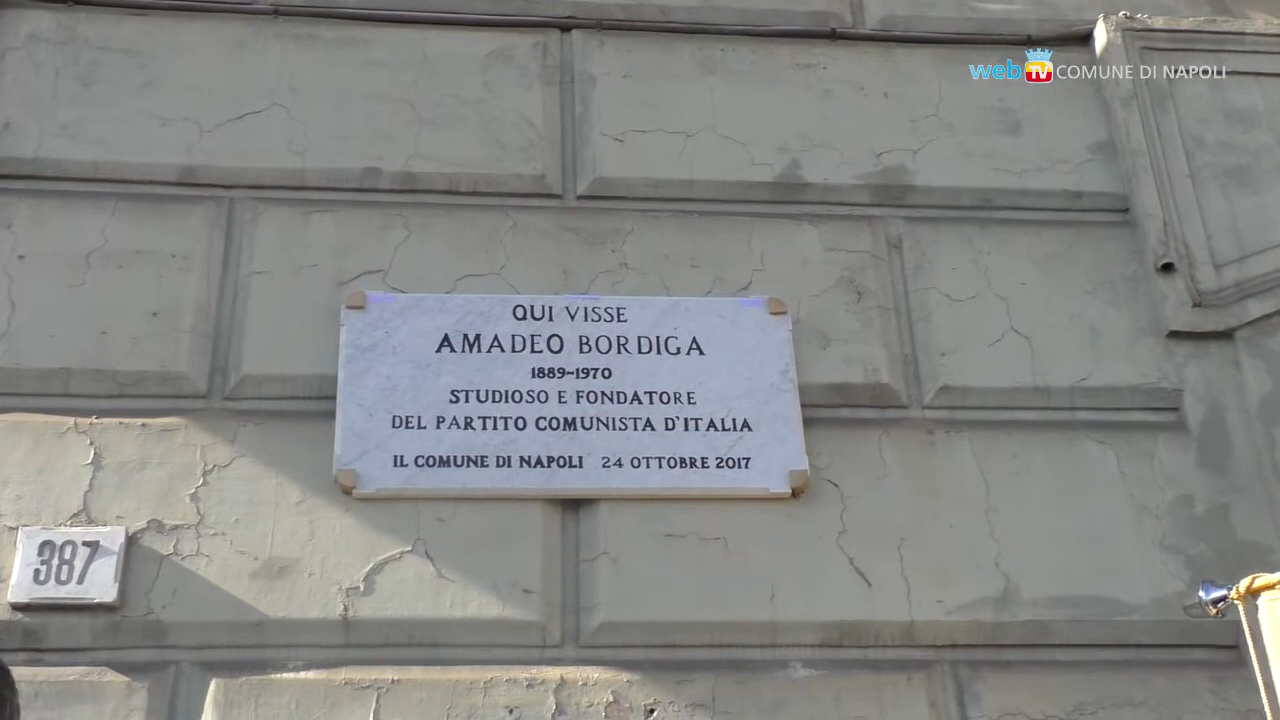 web TV COMUNE DI NAPOLI
QUI VISSE
AMADEO BORDIGA
1889-1970
STUDIOSO E FONDATORE
DEL PARTITO COMUNISTA D'ITALIA
IL COMUNE DI NAPOLI 24 OTTOBRE 2017
387